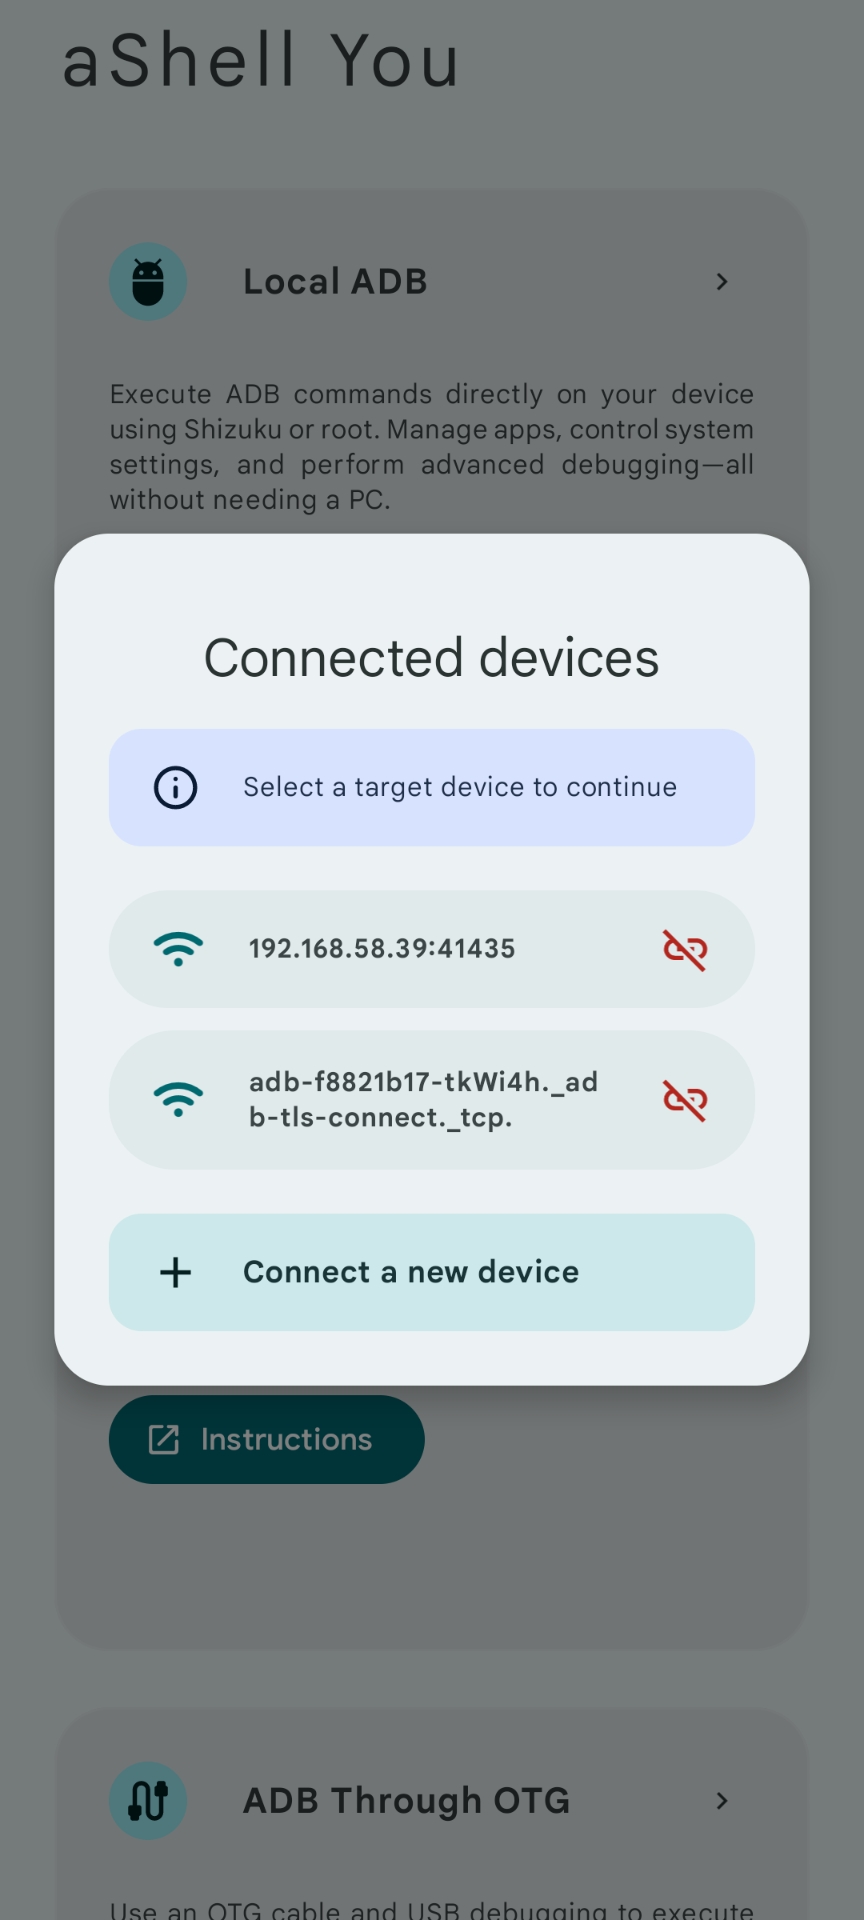 aShell You
Local ADB
Execute ADB commands directly on your device
using Shizuku or root. Manage apps, control system
settings, and perform advanced debugging—all
without needing a PC.
Connected devices
Select a target device to continue
192.168.58.39:41435
adb-f8821b17-tkWi4h._ad
b-tls-connect._tcp.
Connect a new device
Instructions
ADB Through OTG
Use an OTG cable and USB debugging to execute